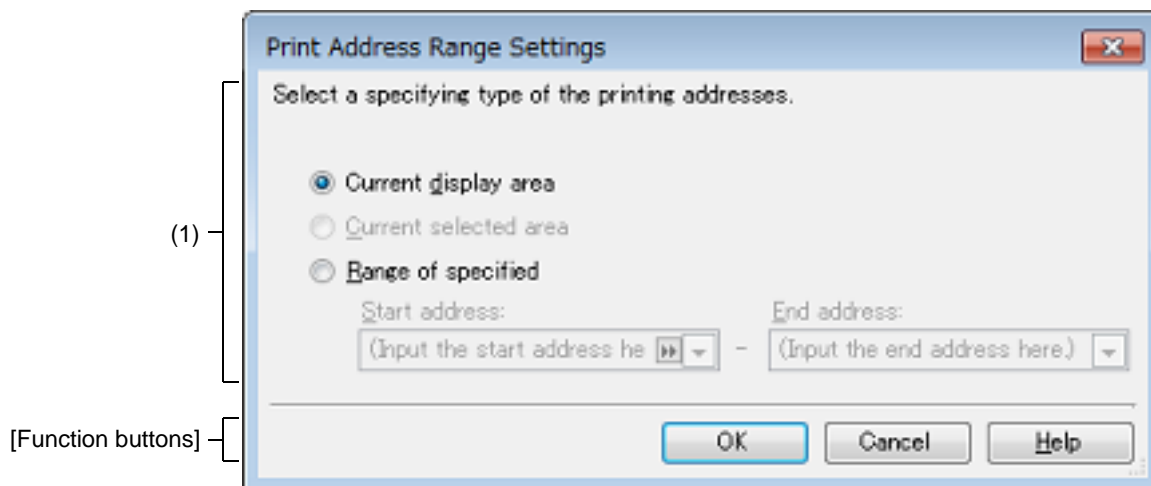 Print Address Range Settings
Select a specifying type of the printing addresses.
Current display area
(1)
Current selected area
Range of specified
Start address: End address:
(Input the start address he - (Input the end address here.)
[Function buttons]
OK Cancel Help